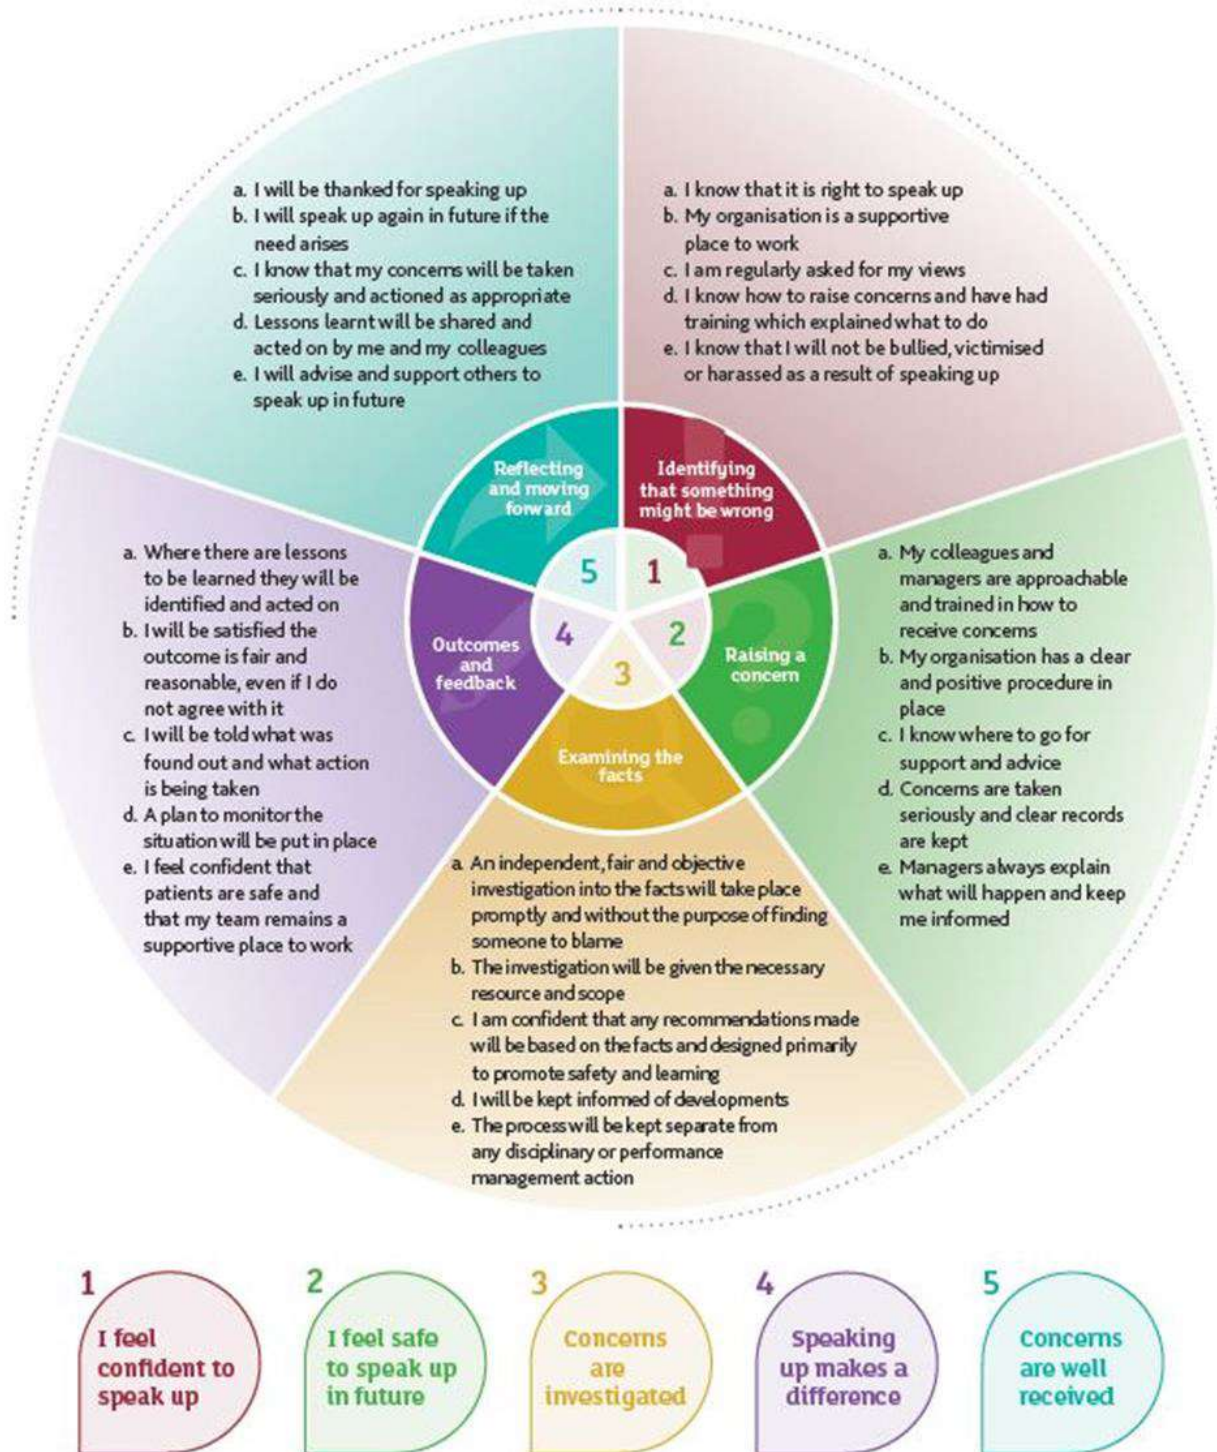 a. I will be thanked for speaking up
b. I will speak up again in future if the
need arises
c. I know that my concerns will be taken
seriously and actioned as appropriate
d. Lessons learnt will be shared and
acted on by me and my colleagues
e. I will advise and support others to
speak up in future
a. I know that it is right to speak up
b. My organisation is a supportive
place to work
c. I am regularly asked for my views
d. I know how to raise concerns and have had
training which explained what to do
e. I know that I will not be bullied, victimised
or harassed as a result of speaking up
Reflecting
and moving
forward
Identifying
that something
might be wrong
5
1
4
2
3
Outcomes
and
feedback
Raising a
concern
Examining the
facts
a. Where there are lessons
to be learned they will be
identified and acted on
b. I will be satisfied the
outcome is fair and
reasonable, even if I do
not agree with it
c. I will be told what was
found out and what action
is being taken
d. A plan to monitor the
situation will be put in place
e. I feel confident that
patients are safe and
that my team remains a
supportive place to work
a. My colleagues and
managers are approachable
and trained in how to
receive concerns
b. My organisation has a clear
and positive procedure in
place
c. I know where to go for
support and advice
d. Concerns are taken
seriously and clear records
are kept
e. Managers always explain
what will happen and keep
me informed
a. An independent, fair and objective
investigation into the facts will take place
promptly and without the purpose of finding
someone to blame
b. The investigation will be given the necessary
resource and scope
c. I am confident that any recommendations made
will be based on the facts and designed primarily
to promote safety and learning
d. I will be kept informed of developments
e. The process will be kept separate from
any disciplinary or performance
management action
1
I feel
confident to
speak up
2
I feel safe
to speak up
in future
3
Concerns
are
investigated
4
Speaking
up makes a
difference
5
Concerns
are well
received